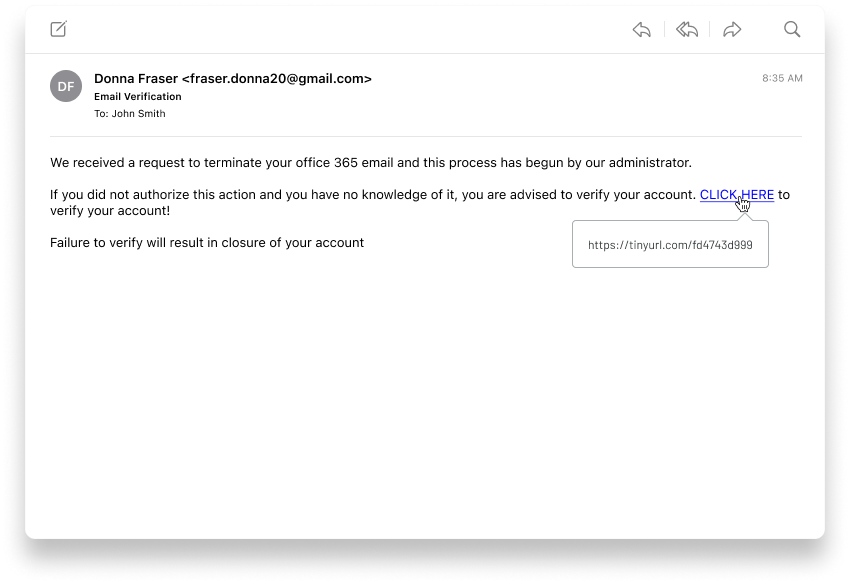 DF
Donna Fraser <fraser.donna20@gmail.com>
8:35 AM
Email Verification
To: John Smith
We received a request to terminate your office 365 email and this process has begun by our administrator.
If you did not authorize this action and you have no knowledge of it, you are advised to verify your account. CLICK HERE to
verify your account!
Failure to verify will result in closure of your account
https://tinyurl.com/fd4743d999